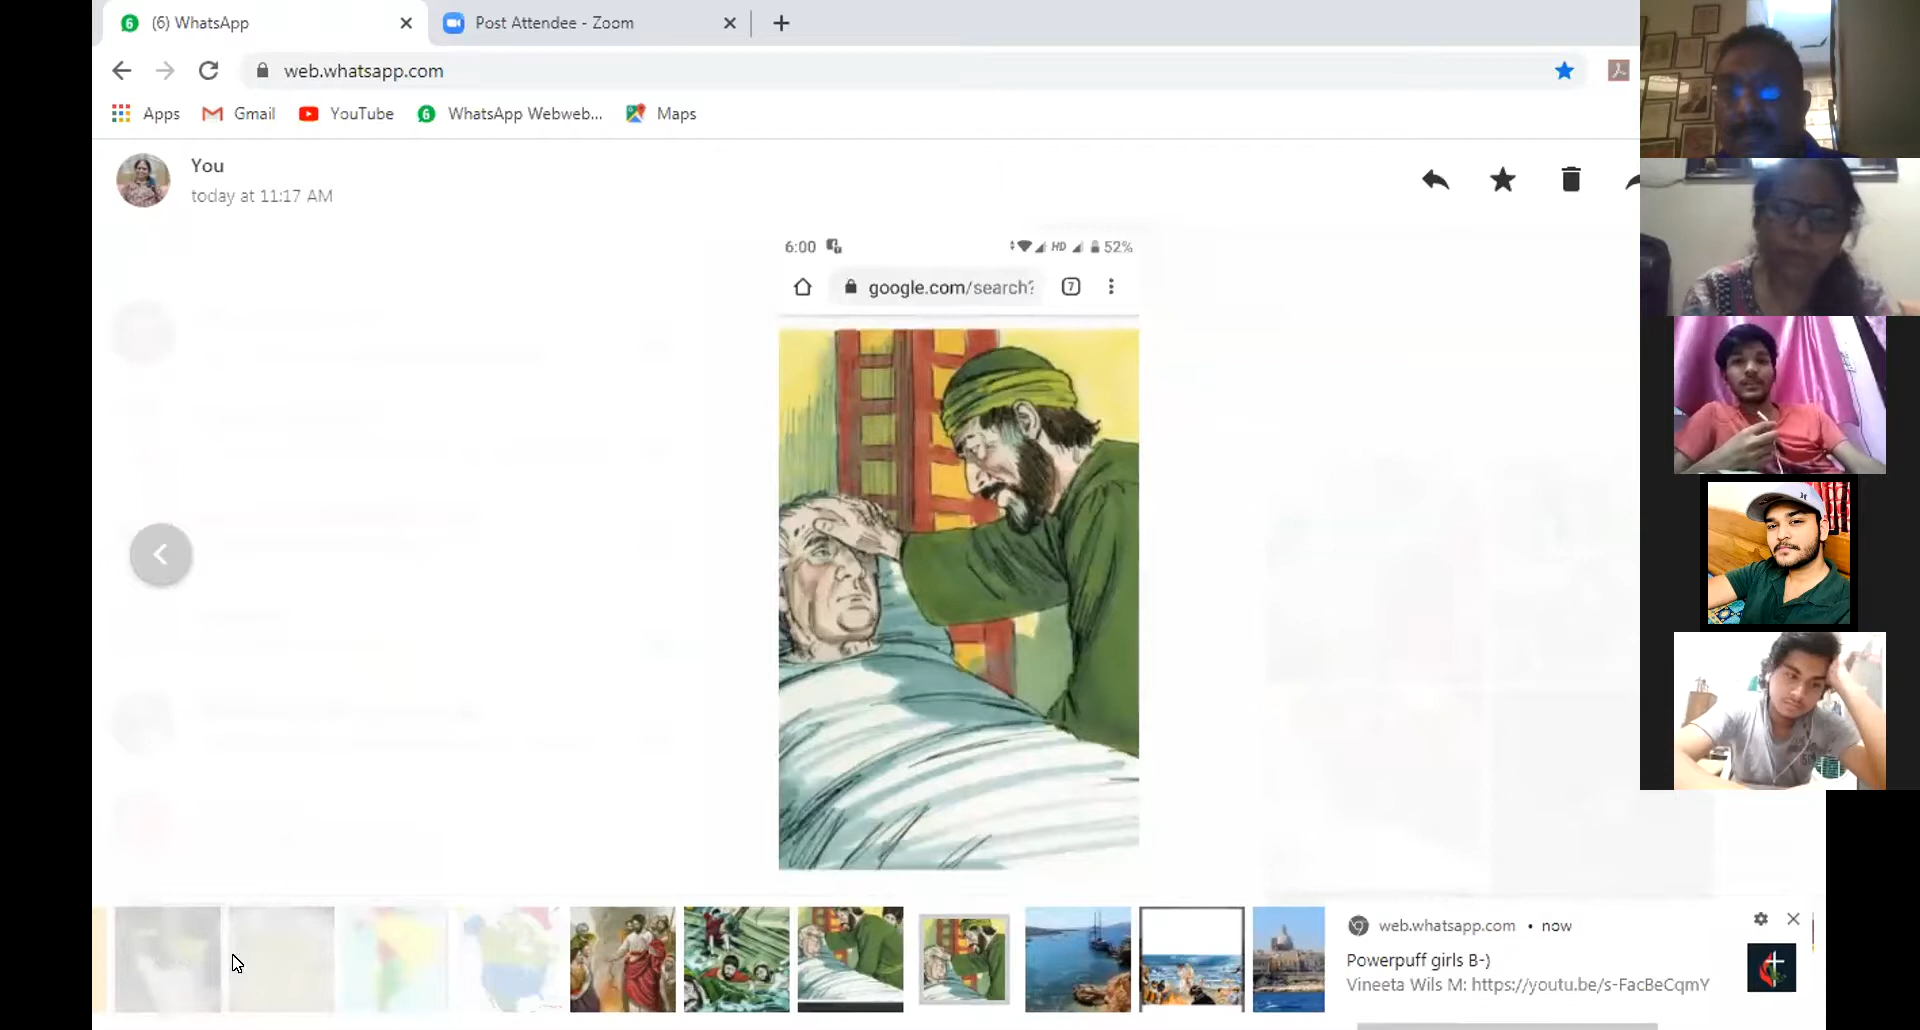 (6) WhatsApp
Post Attendee - Zoom
web.whatsapp.com
Apps
Gmail
YouTube
WhatsApp Webweb...
Maps
You
today at 11:17 AM
6:00
HD
52%
google.com/search?
7
web.whatsapp.com • now
Powerpuff girls B-)
Vineeta Wils M: https://youtu.be/s-FacBeCqmY